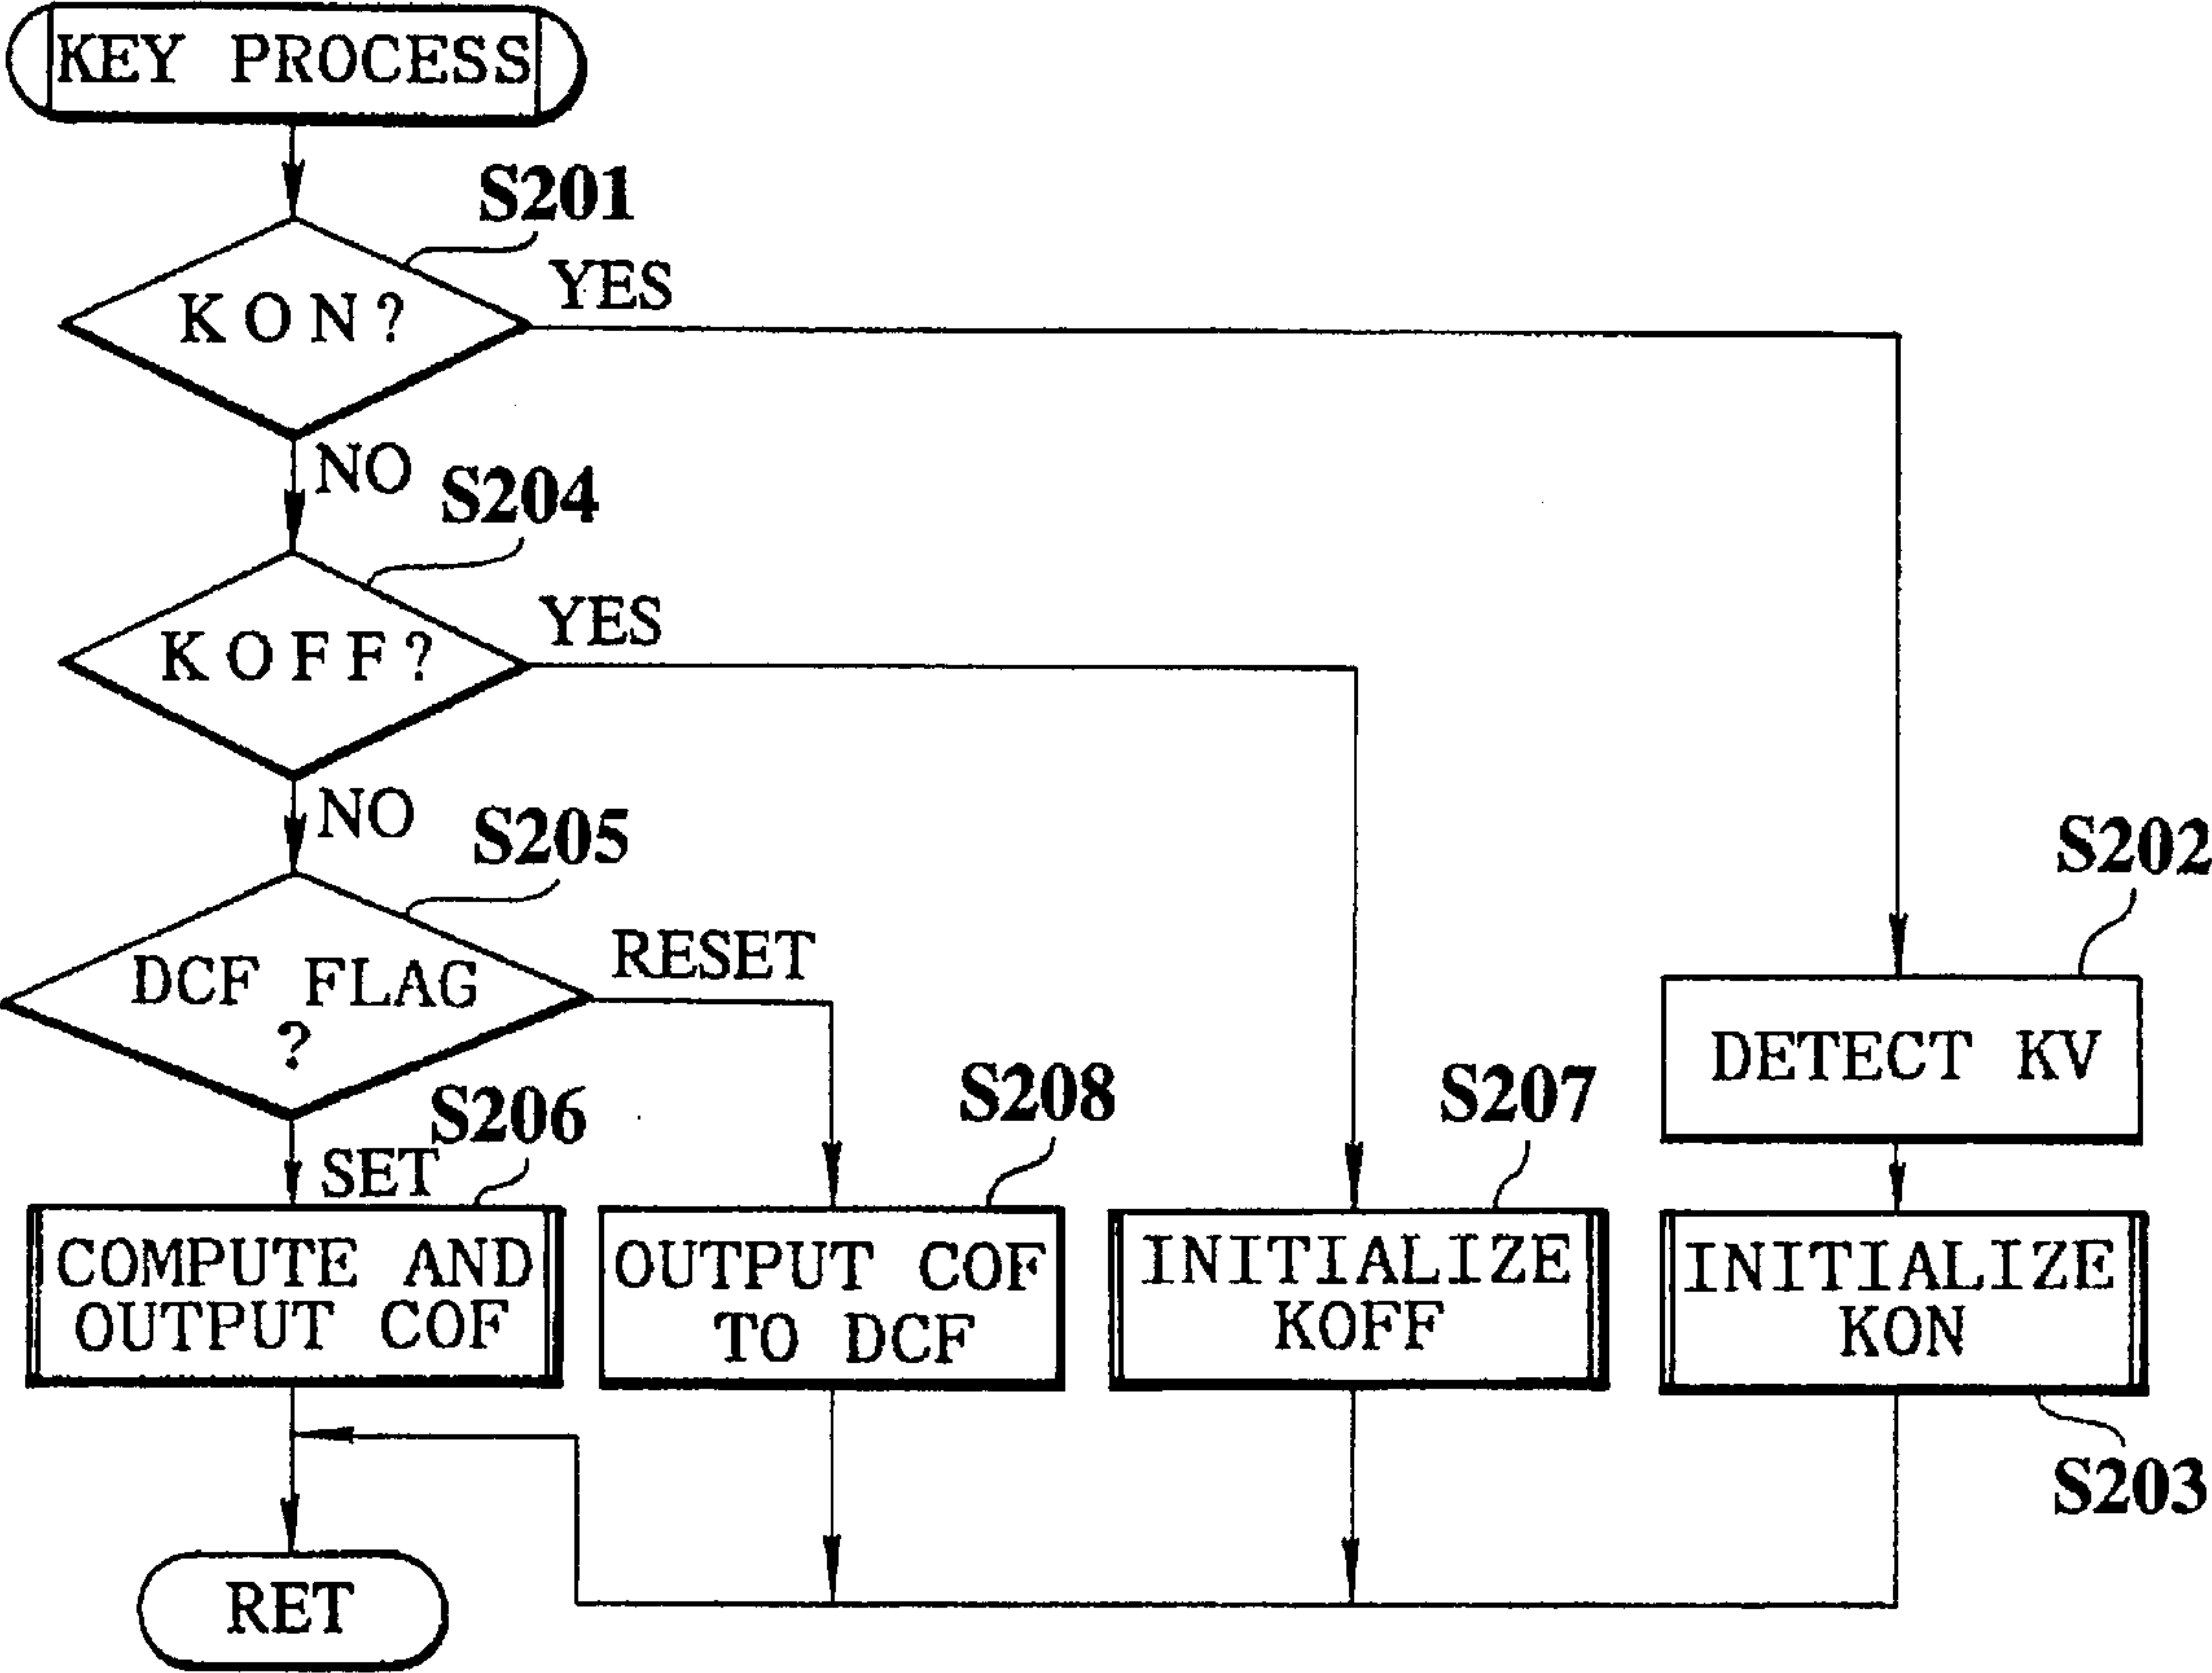 KEY PROCESS
S201
KON?
YES
NO
S204
KOFF?
YES
NO
S205
DCF FLAG
?
RESET
SET
S202
DETECT KV
S206
COMPUTE AND
OUTPUT COF
S208
OUTPUT COF
TO DCF
S207
INITIALIZE
KOFF
INITIALIZE
KON
S203
RET